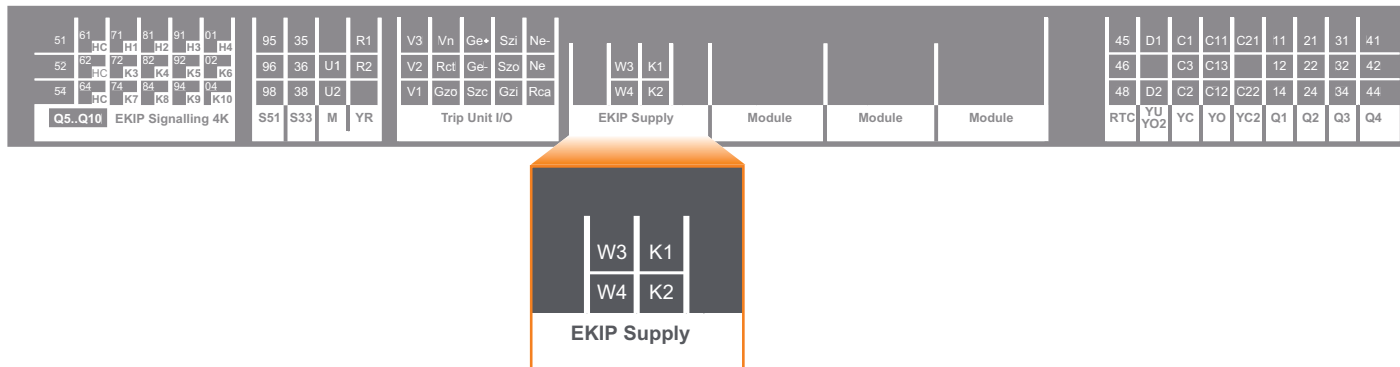 51 61 HC 71 H1 81 H2 91 H3 01 H4 95 35 R1 V3 Vn Ge+ Szi Ne- 45 D1 C1 C11 C21 11 21 31 41
52 62 HC 72 K3 82 K4 92 K5 02 K6 96 36 U1 R2 V2 Rct Ge- Szo Ne W3 K1 46 C3 C13 12 22 32 42
54 64 HC 74 K7 84 K8 94 K9 04 K10 98 38 U2 V1 Gzo Szc Gzi Rca W4 K2 48 D2 C2 C12 C22 14 24 34 44
Q5..Q10 EKIP Signalling 4K S51 S33 M YR Trip Unit I/O EKIP Supply Module Module Module RTC YU YO2 YC YO YC2 Q1 Q2 Q3 Q4
W3 K1
W4 K2
EKIP Supply